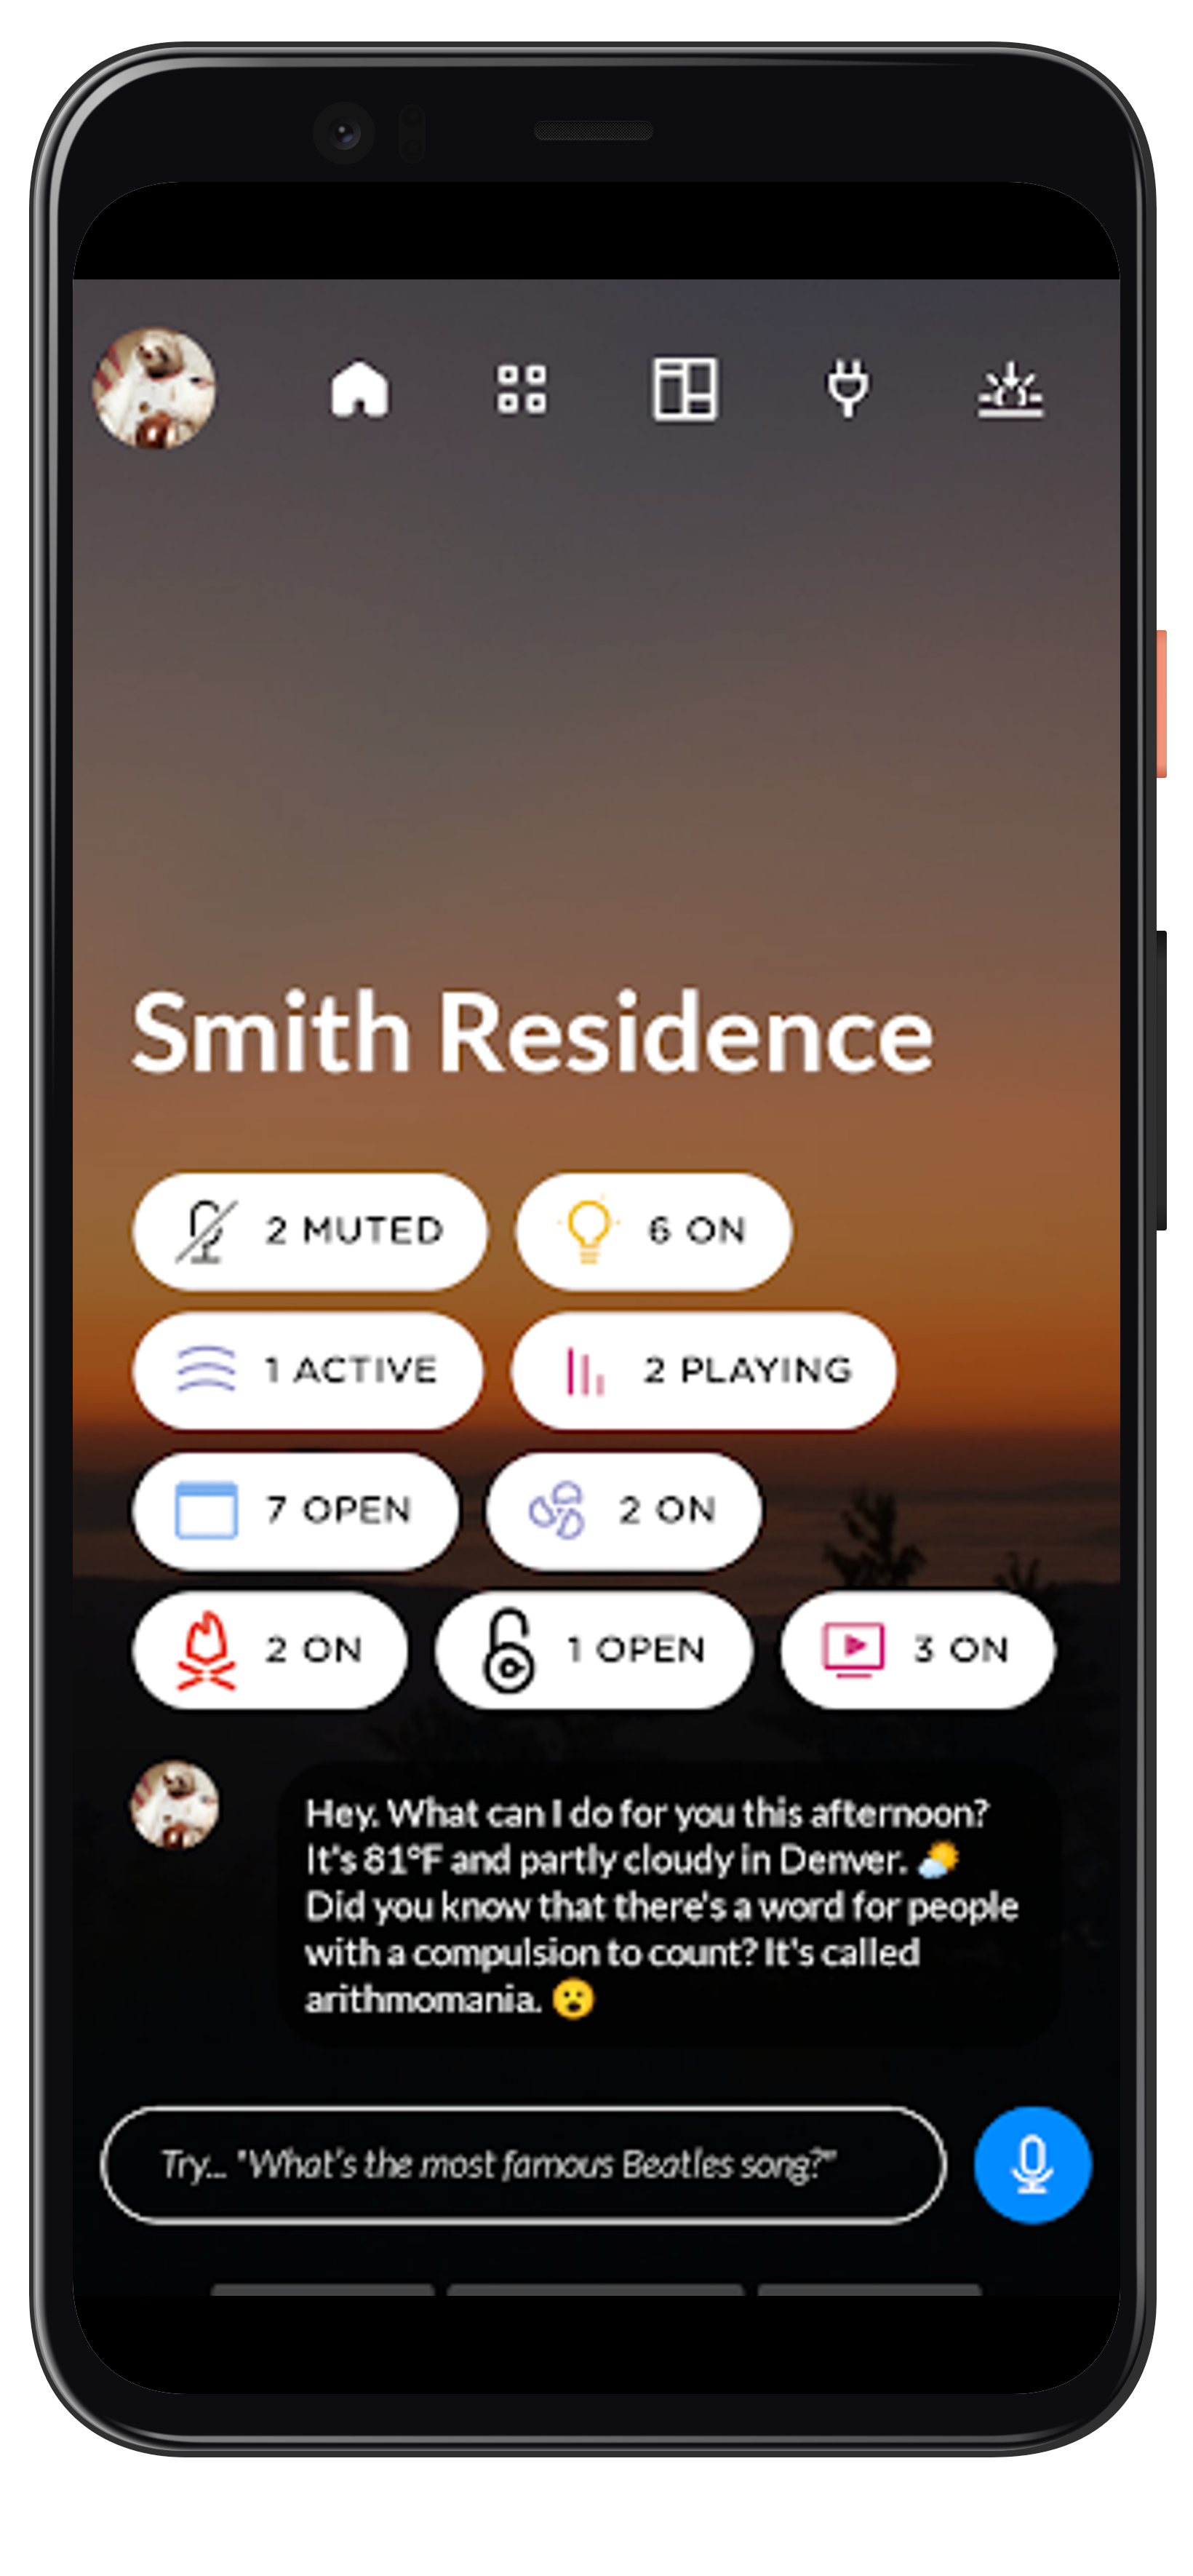 Smith Residence
2 MUTED
6 ON
1 ACTIVE
2 PLAYING
7 OPEN
2 ON
2 ON
1 OPEN
3 ON
Hey. What can I do for you this afternoon?
It's 81°F and partly cloudy in Denver. 🌤️
Did you know that there's a word for people
with a compulsion to count? It's called
arithmomania. 😮
Try... "What's the most famous Beatles song?"